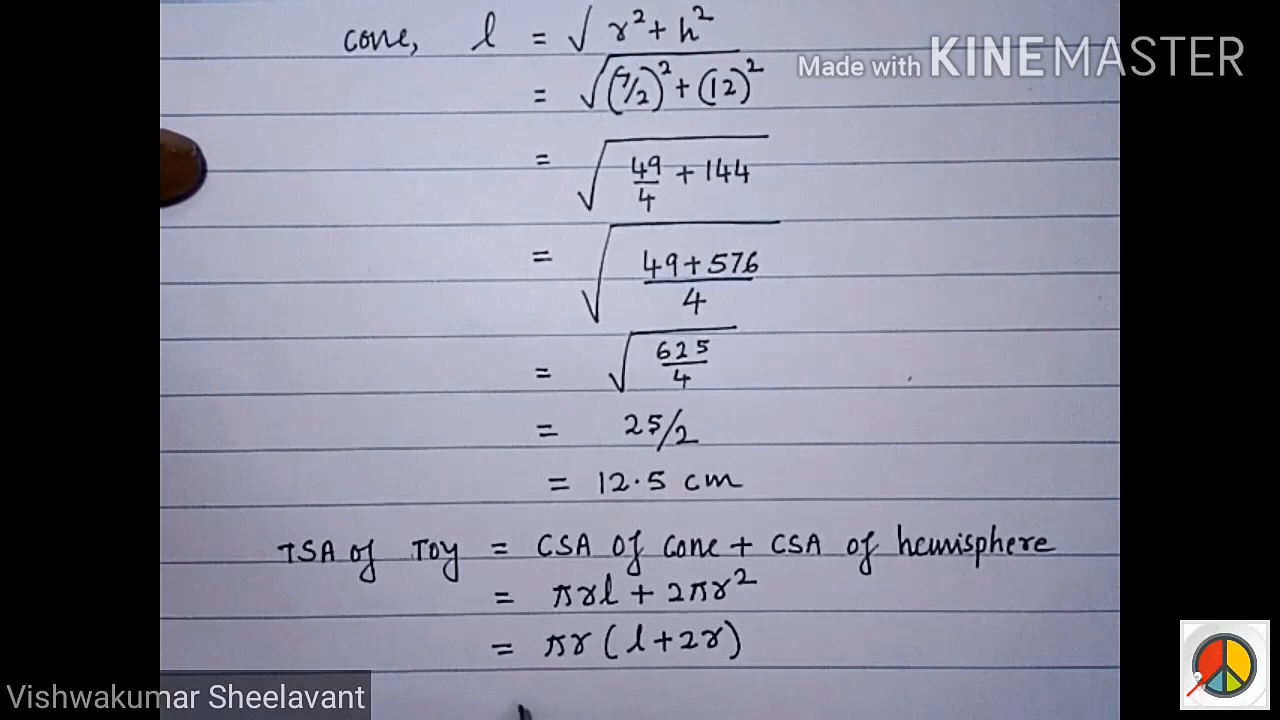 cone, l = √r² + h²
Made with KINEMASTER
= √(7/2)² + (12)²
= √49/4 + 144
= √49+576/4
= √625/4
= 25/2
= 12.5 cm
TSA of Toy = CSA of cone + CSA of hemisphere
= πrl + 2πr²
= πr (l+2r)
Vishwakumar Sheelavant